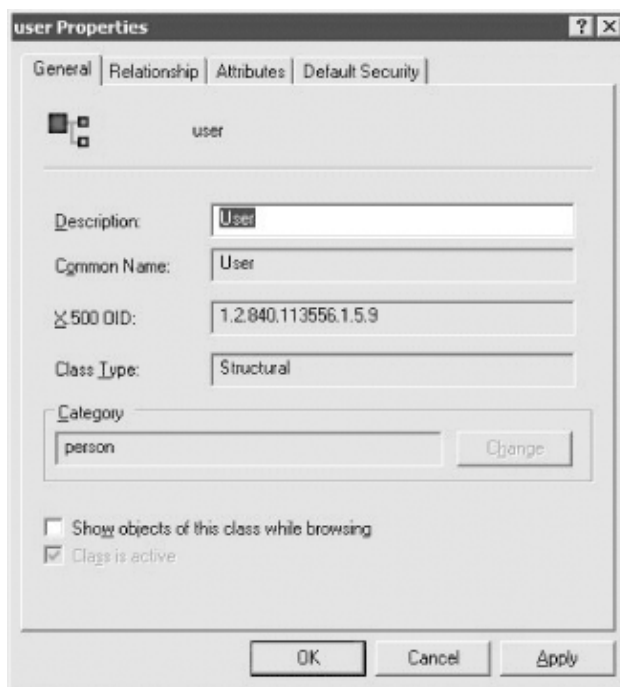 user Properties
General Relationship Attributes Default Security
user
Description: User
Common Name: User
X.500 OID: 1.2.840.113556.1.5.9
Class Type: Structural
Category
person Change
Show objects of this class while browsing
Class is active
OK Cancel Apply